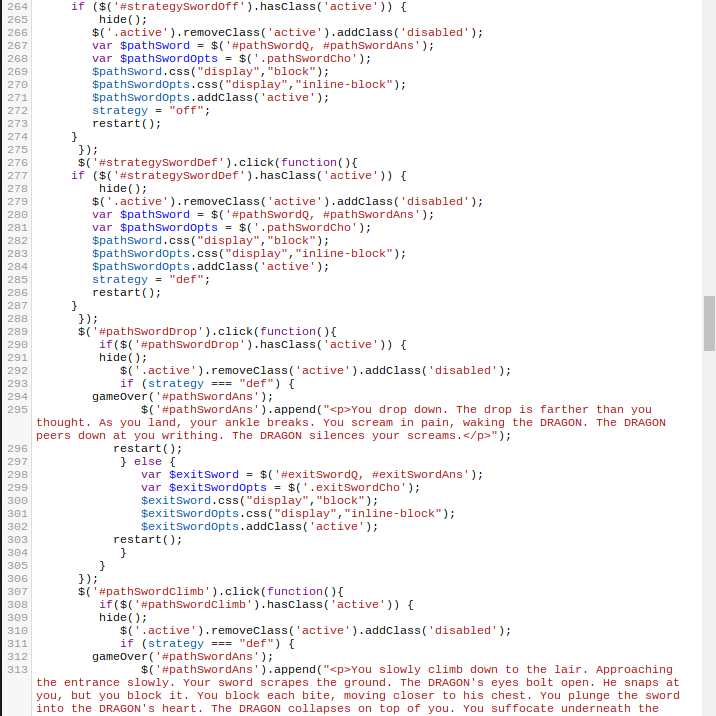 264 if ($('#strategySwordOff').hasClass('active')) {
265 hide();
266 $('.active').removeClass('active').addClass('disabled');
267 var $pathSword = $('#pathSwordQ, #pathSwordAns');
268 var $pathSwordOpts = $('.pathSwordCho');
269 $pathSword.css("display","block");
270 $pathSwordOpts.css("display","inline-block");
271 $pathSwordOpts.addClass('active');
272 strategy = "off";
273 restart();
274 }
275 });
276 $('#strategySwordDef').click(function(){
277 if ($('#strategySwordDef').hasClass('active')) {
278 hide();
279 $('.active').removeClass('active').addClass('disabled');
280 var $pathSword = $('#pathSwordQ, #pathSwordAns');
281 var $pathSwordOpts = $('.pathSwordCho');
282 $pathSword.css("display","block");
283 $pathSwordOpts.css("display","inline-block");
284 $pathSwordOpts.addClass('active');
285 strategy = "def";
286 restart();
287 }
288 });
289 $('#pathSwordDrop').click(function(){
290 if($('#pathSwordDrop').hasClass('active')) {
291 hide();
292 $('.active').removeClass('active').addClass('disabled');
293 if (strategy === "def") {
294 gameOver('#pathSwordAns');
295 $('#pathSwordAns').append("<p>You drop down. The drop is farther than you
thought. As you land, your ankle breaks. You scream in pain, waking the DRAGON. The DRAGON
peers down at you writhing. The DRAGON silences your screams.</p>");
296 restart();
297 } else {
298 var $exitSword = $('#exitSwordQ, #exitSwordAns');
299 var $exitSwordOpts = $('.exitSwordCho');
300 $exitSword.css("display","block");
301 $exitSwordOpts.css("display","inline-block");
302 $exitSwordOpts.addClass('active');
303 restart();
304 }
305 }
306 });
307 $('#pathSwordClimb').click(function(){
308 if($('#pathSwordClimb').hasClass('active')) {
309 hide();
310 $('.active').removeClass('active').addClass('disabled');
311 if (strategy === "def") {
312 gameOver('#pathSwordAns');
313 $('#pathSwordAns').append("<p>You slowly climb down to the lair. Approaching
the entrance slowly. Your sword scrapes the ground. The DRAGON's eyes bolt open. He snaps at
you, but you block it. You block each bite, moving closer to his chest. You plunge the sword
into the DRAGON's heart. The DRAGON collapses on top of you. You suffocate underneath the